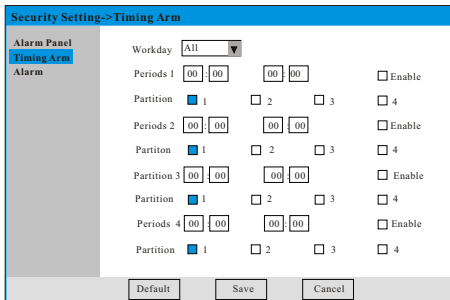 Security Setting->Timing Arm
Alarm Panel
Timing Arm
Alarm
Workday All
Periods 1 00 : 00 00 : 00 Enable
Partition 1 2 3 4
Periods 2 00 : 00 00 : 00 Enable
Partiton 1 2 3 4
Partition 3 00 : 00 00 : 00 Enable
Partition 1 2 3 4
Periods 4 00 : 00 00 : 00 Enable
Partition 1 2 3 4
Default Save Cancel